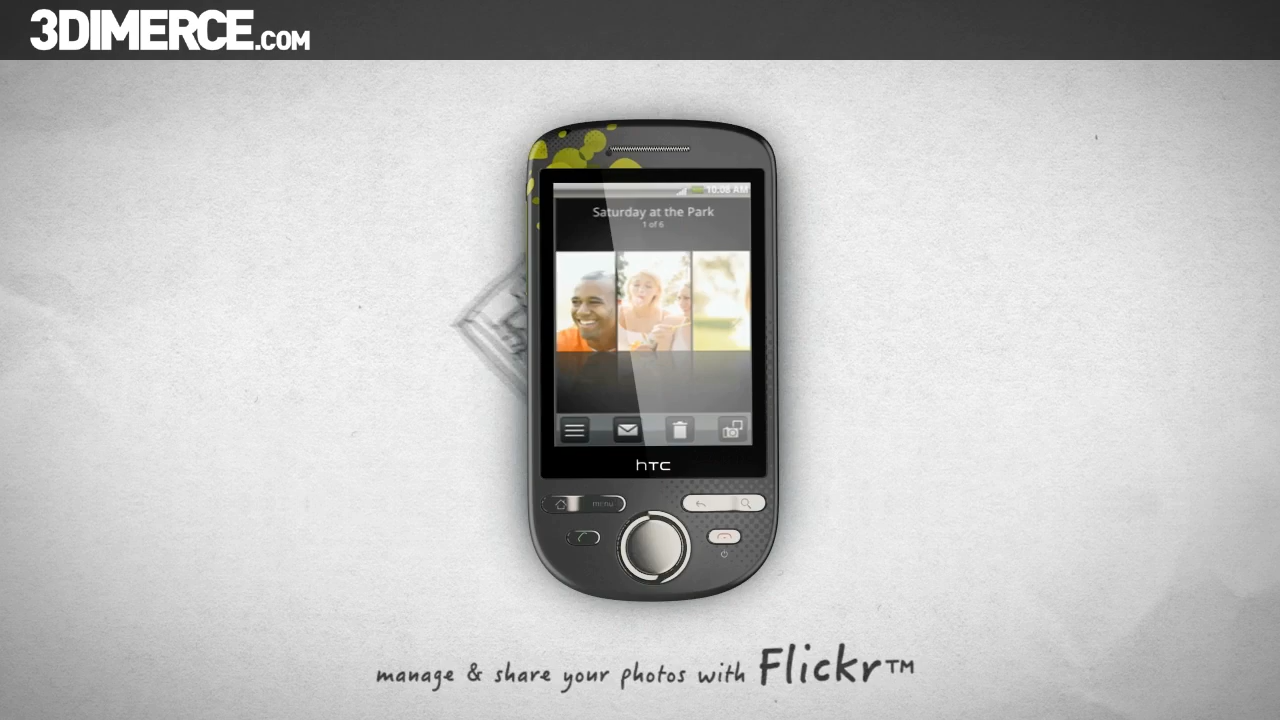 3DIMERCE.COM
10:08 AM
Saturday at the Park
1 of 6
hTC
menu
manage & share your photos with Flickr™